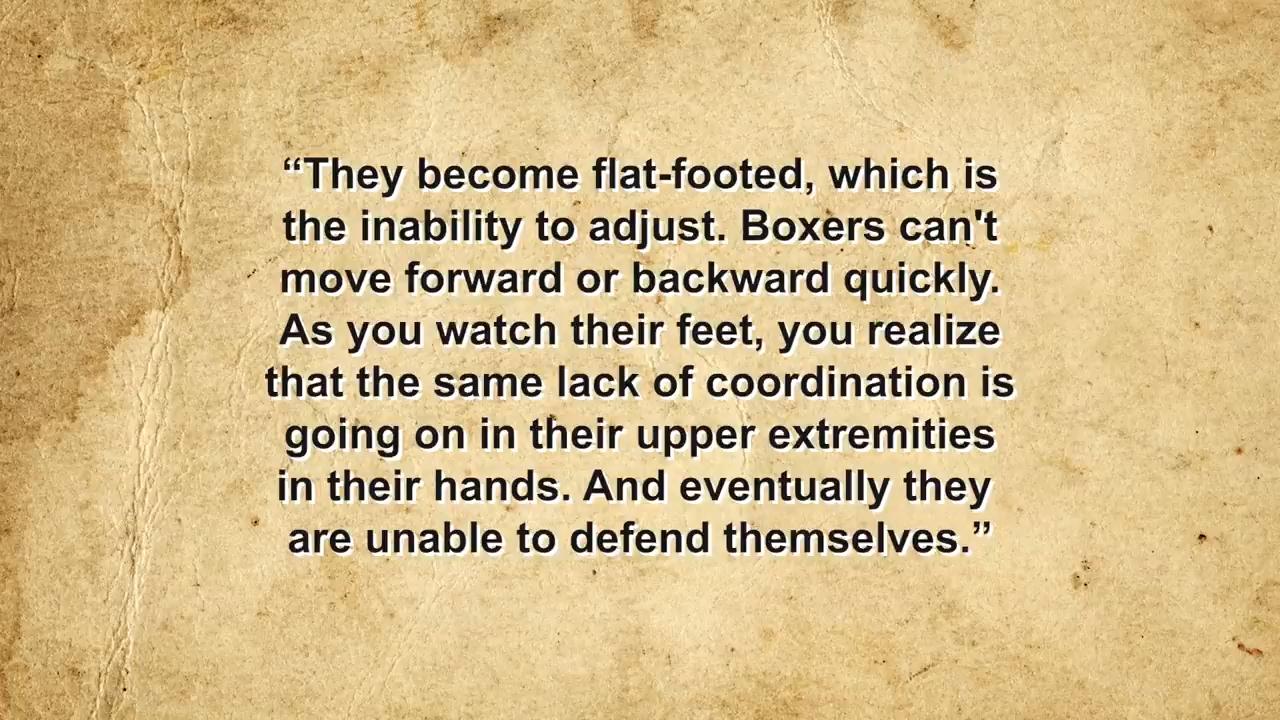 “They become flat-footed, which is
the inability to adjust. Boxers can't
move forward or backward quickly.
As you watch their feet, you realize
that the same lack of coordination is
going on in their upper extremities
in their hands. And eventually they
are unable to defend themselves.”